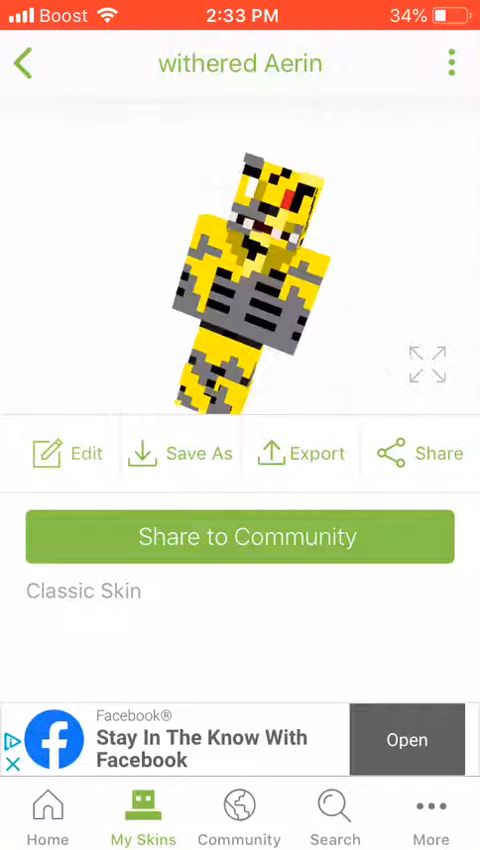 Boost 2:33 PM 34%
withered Aerin
Edit Save As Export Share
Share to Community
Classic Skin
Facebook®
Stay In The Know With
Facebook
Open
Home My Skins Community Search More